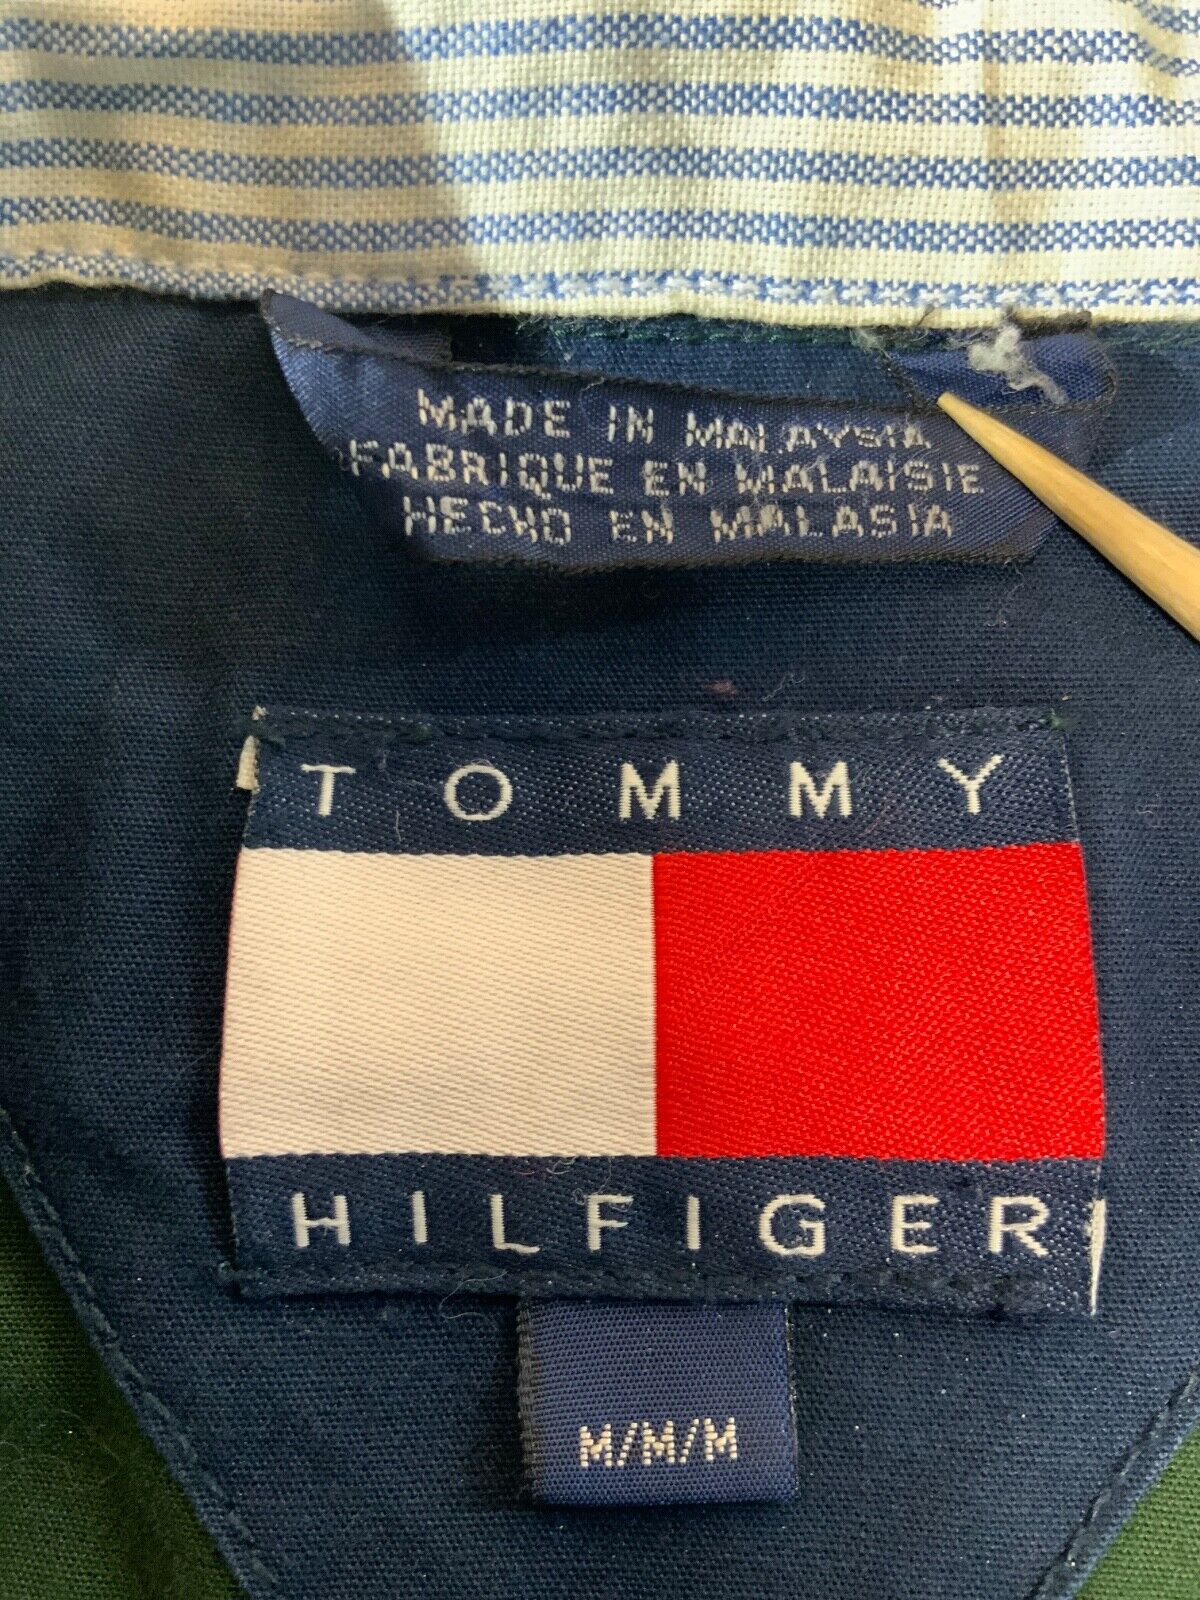 MADE IN MALAYSIA
FABRIQUE EN MALAISIE
HECHO EN MALASIA
TOMMY
HILFIGER
M/M/M